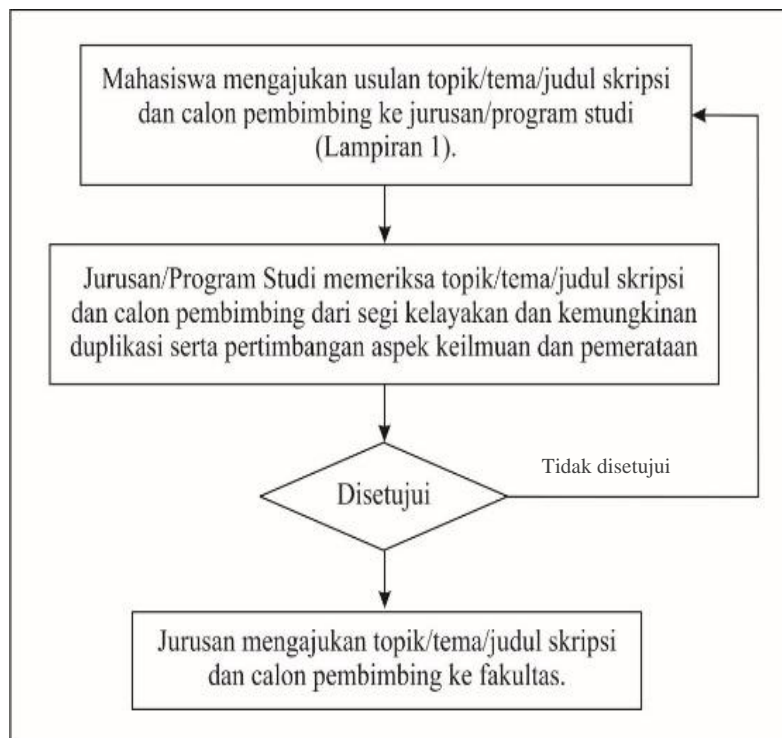 Mahasiswa mengajukan usulan topik/tema/judul skripsi
dan calon pembimbing ke jurusan/program studi
(Lampiran 1).
Jurusan/Program Studi memeriksa topik/tema/judul skripsi
dan calon pembimbing dari segi kelayakan dan kemungkinan
duplikasi serta pertimbangan aspek keilmuan dan pemerataan
Disetujui
Tidak disetujui
Jurusan mengajukan topik/tema/judul skripsi
dan calon pembimbing ke fakultas.